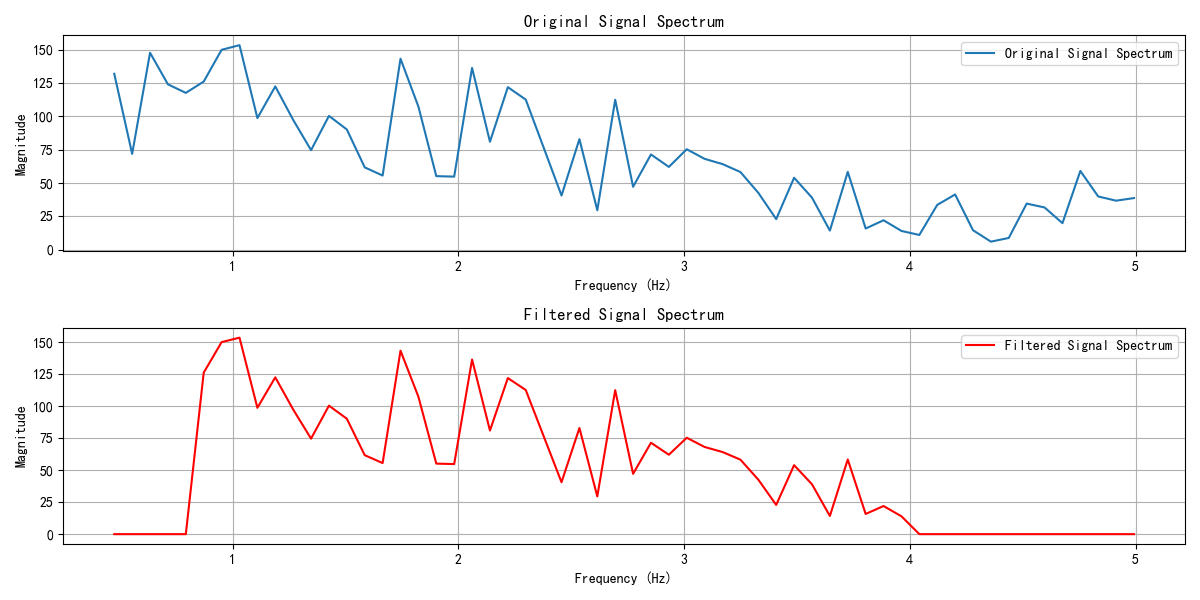 Original Signal Spectrum
Original Signal Spectrum
Magnitude
150
125
100
75
50
25
0
1 2 3 4 5
Frequency (Hz)
Filtered Signal Spectrum
Filtered Signal Spectrum
Magnitude
150
125
100
75
50
25
0
1 2 3 4 5
Frequency (Hz)